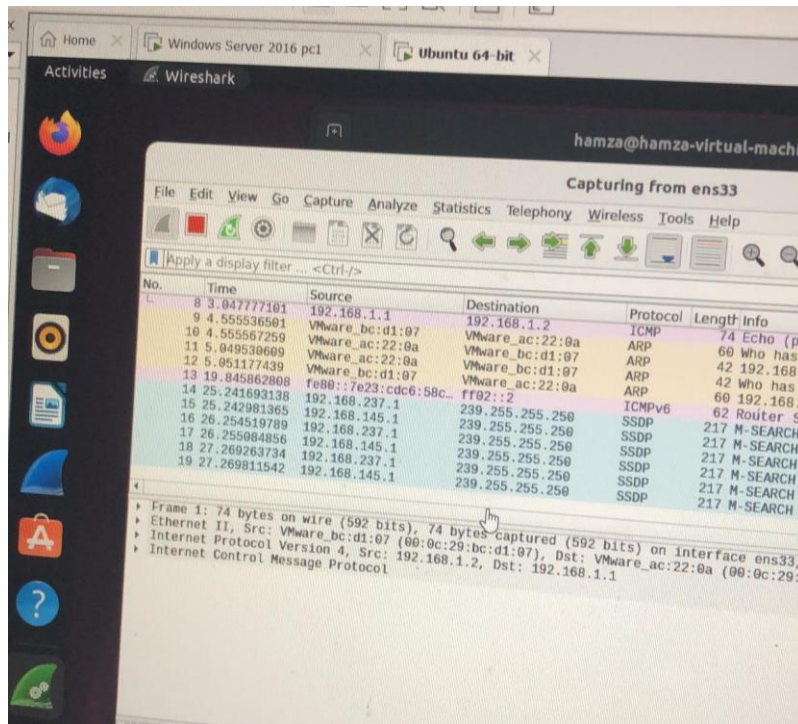 Home
Windows Server 2016 pc1
Ubuntu 64-bit
Activities
Wireshark
hamza@hamza-virtual-machi
Capturing from ens33
File Edit View Go Capture Analyze Statistics Telephony Wireless Tools Help
Apply a display filter ... <Ctrl-/>
No. Time Source Destination Protocol Length Info
8 3.047777101 192.168.1.1 192.168.1.2 ICMP 74 Echo (p
9 4.555536501 VMware_bc:d1:07 VMware_ac:22:0a ARP 60 Who has
10 4.555567259 VMware_ac:22:0a VMware_bc:d1:07 ARP 42 192.168
11 5.049530609 VMware_ac:22:0a VMware_bc:d1:07 ARP 42 Who has
12 5.051177439 VMware_bc:d1:07 VMware_ac:22:0a ARP 60 192.168.
13 19.845862808 fe80::7e23:cdc6:58c… ff02::2 ICMPv6 62 Router S
14 25.241693138 192.168.237.1 239.255.255.250 SSDP 217 M-SEARCH
15 25.242981365 192.168.145.1 239.255.255.250 SSDP 217 M-SEARCH
16 26.254519789 192.168.237.1 239.255.255.250 SSDP 217 M-SEARCH
17 26.255084856 192.168.145.1 239.255.255.250 SSDP 217 M-SEARCH
18 27.269263734 192.168.237.1 239.255.255.250 SSDP 217 M-SEARCH
19 27.269811542 192.168.145.1 239.255.255.250 SSDP 217 M-SEARCH
Frame 1: 74 bytes on wire (592 bits), 74 bytes captured (592 bits) on interface ens33,
Ethernet II, Src: VMware_bc:d1:07 (00:0c:29:bc:d1:07), Dst: VMware_ac:22:0a (00:0c:29:
Internet Protocol Version 4, Src: 192.168.1.2, Dst: 192.168.1.1
Internet Control Message Protocol